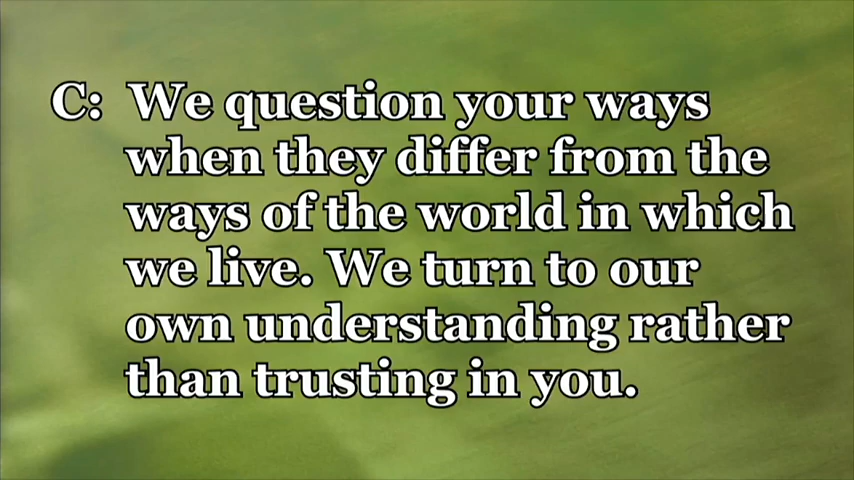 C: We question your ways
when they differ from the
ways of the world in which
we live. We turn to our
own understanding rather
than trusting in you.